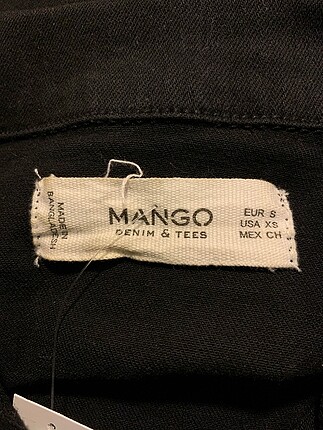 MADE IN
BANGLADESH
MANGO
DENIM & TEES
EUR S
USA XS
MEX CH